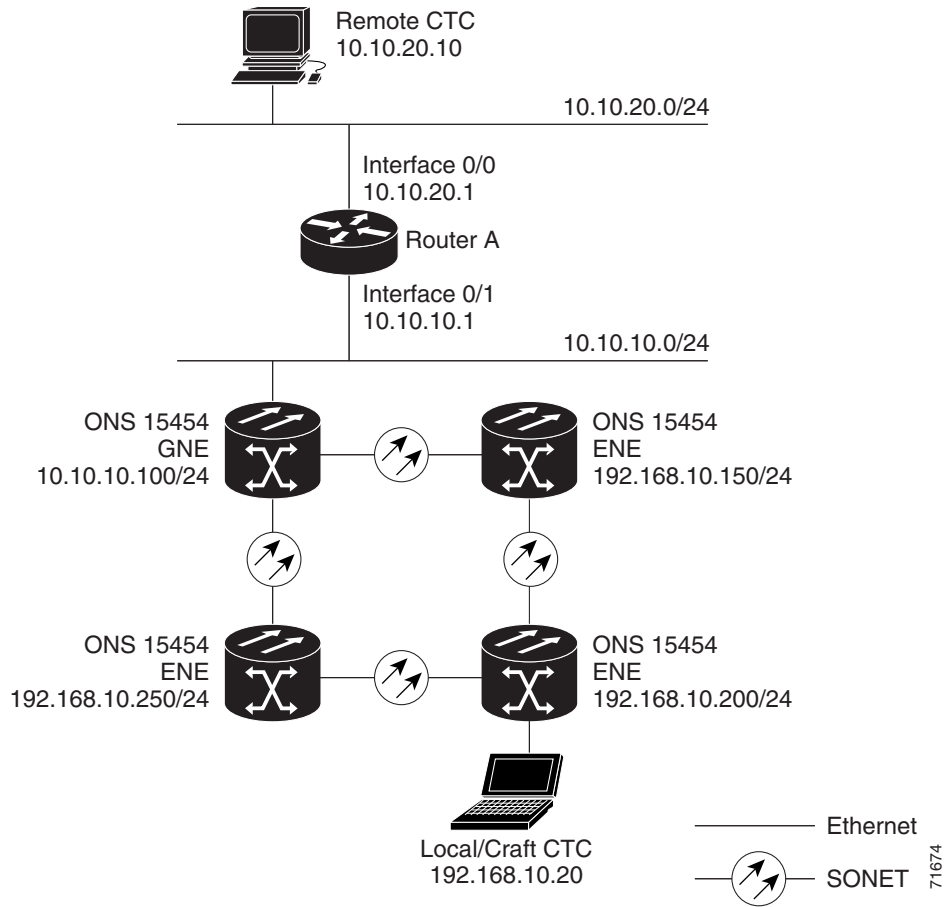 Remote CTC
10.10.20.10
10.10.20.0/24
Interface 0/0
10.10.20.1
Router A
Interface 0/1
10.10.10.1
10.10.10.0/24
ONS 15454
GNE
10.10.10.100/24
ONS 15454
ENE
192.168.10.150/24
ONS 15454
ENE
192.168.10.250/24
ONS 15454
ENE
192.168.10.200/24
Local/Craft CTC
192.168.10.20
Ethernet
SONET
71674